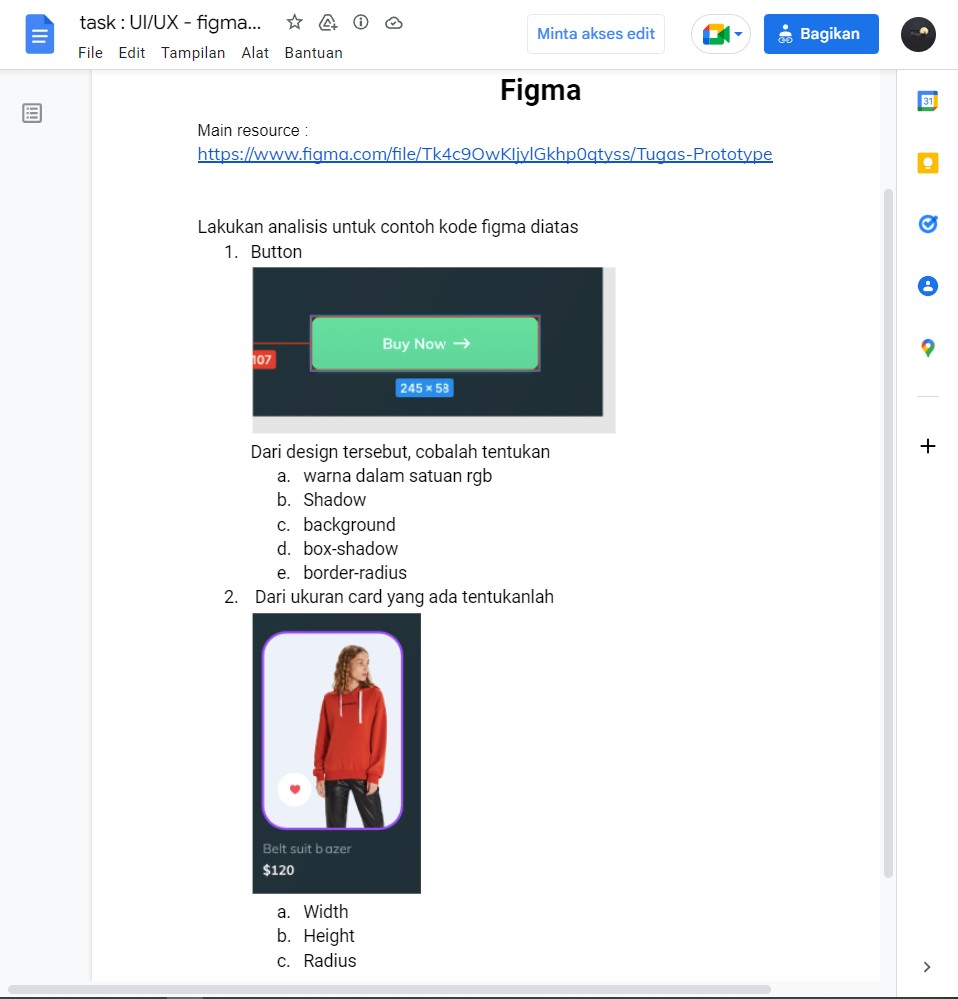 task : UI/UX - figma...
File Edit Tampilan Alat Bantuan
Minta akses edit
Bagikan
31
Figma
Main resource :
https://www.figma.com/file/Tk4c9OwKIjylGkhp0qtyss/Tugas-Prototype
Lakukan analisis untuk contoh kode figma diatas
1. Button
Buy Now →
107
245 × 58
Dari design tersebut, cobalah tentukan
a. warna dalam satuan rgb
b. Shadow
c. background
d. box-shadow
e. border-radius
2. Dari ukuran card yang ada tentukanlah
Belt suit b azer
$120
a. Width
b. Height
c. Radius